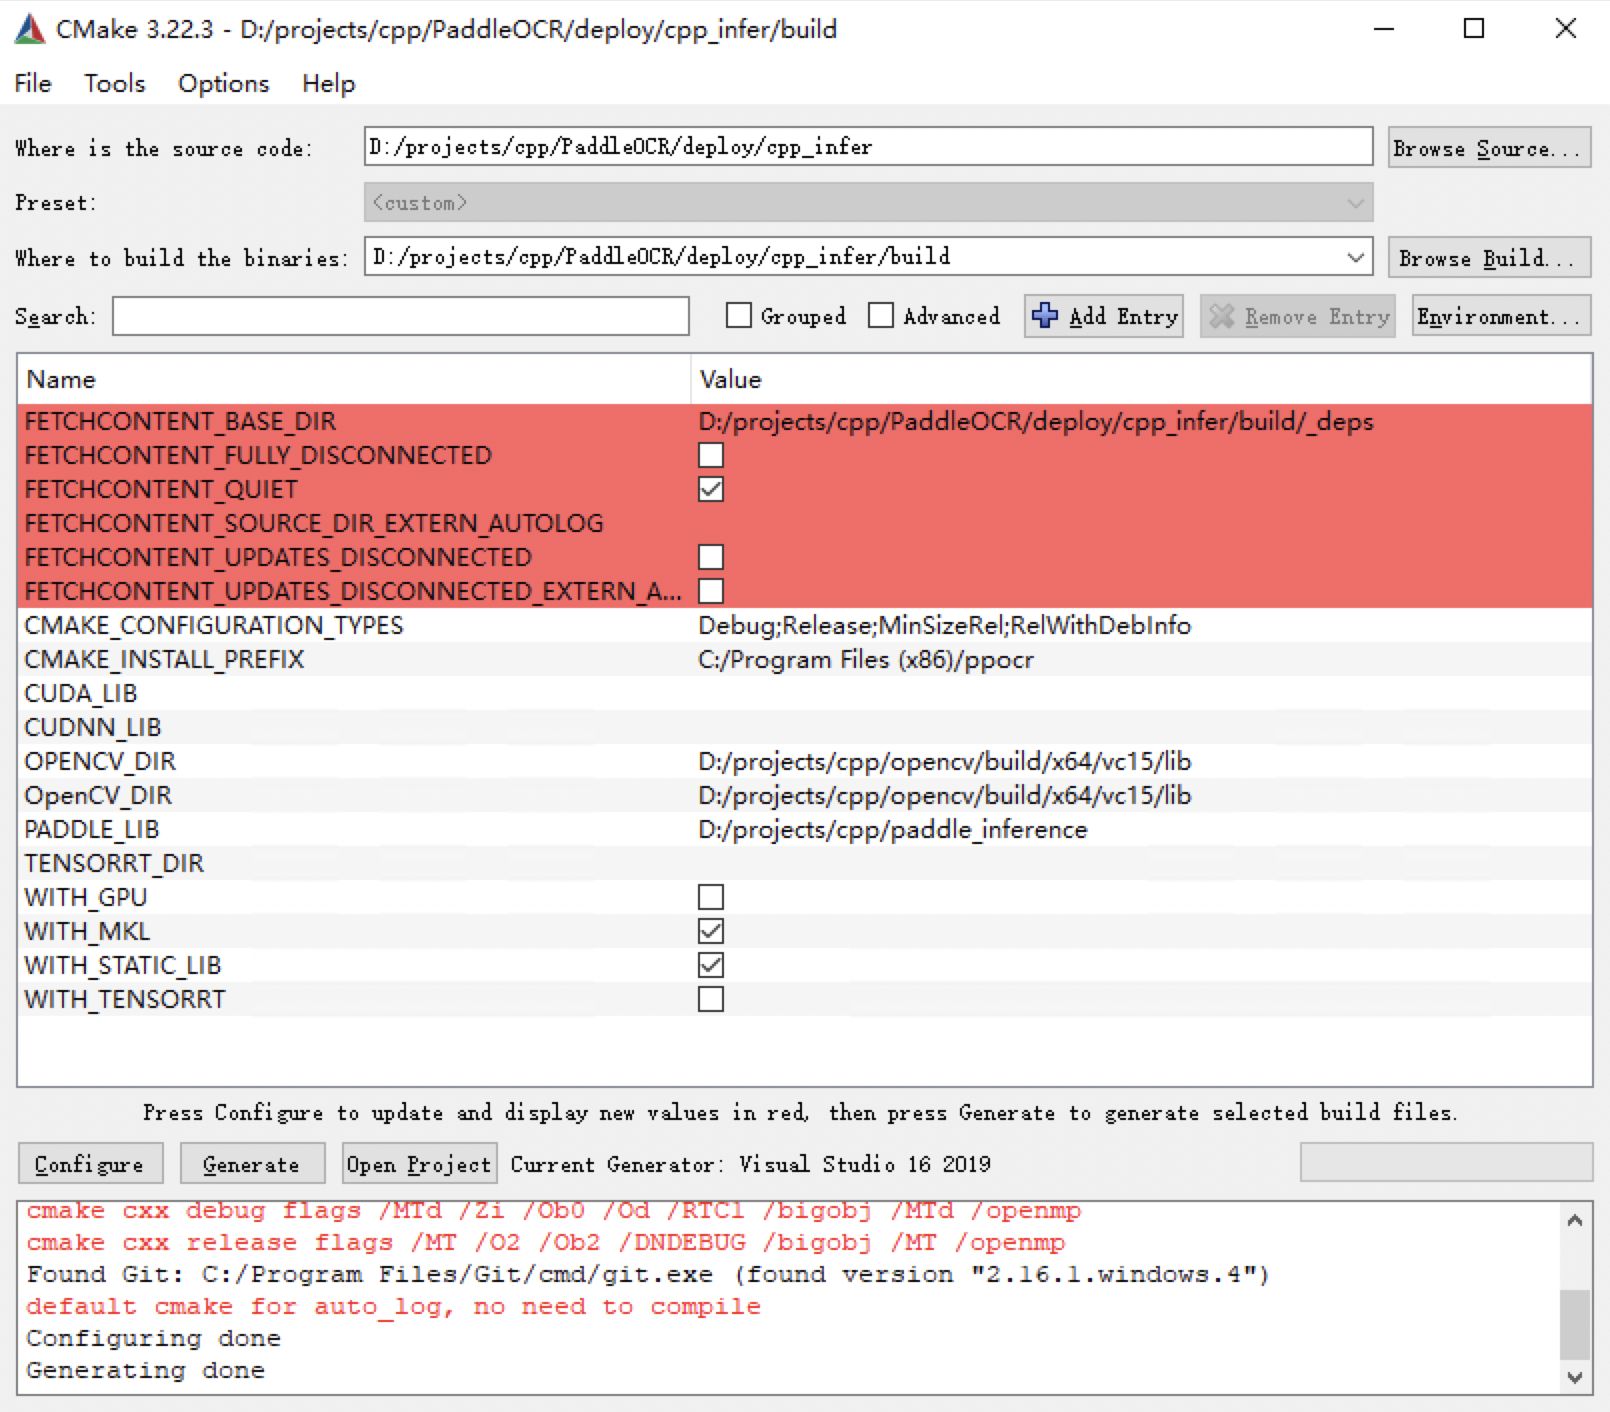 CMake 3.22.3 - D:/projects/cpp/PaddleOCR/deploy/cpp_infer/build
File Tools Options Help
Where is the source code: D:/projects/cpp/PaddleOCR/deploy/cpp_infer Browse Source...
Preset: <custom>
Where to build the binaries: D:/projects/cpp/PaddleOCR/deploy/cpp_infer/build Browse Build...
Search: Grouped Advanced Add Entry Remove Entry Environment...
Name Value
FETCHCONTENT_BASE_DIR D:/projects/cpp/PaddleOCR/deploy/cpp_infer/build/_deps
FETCHCONTENT_FULLY_DISCONNECTED
FETCHCONTENT_QUIET
FETCHCONTENT_SOURCE_DIR_EXTERN_AUTOLOG
FETCHCONTENT_UPDATES_DISCONNECTED
FETCHCONTENT_UPDATES_DISCONNECTED_EXTERN_A...
CMAKE_CONFIGURATION_TYPES Debug;Release;MinSizeRel;RelWithDebInfo
CMAKE_INSTALL_PREFIX C:/Program Files (x86)/ppocr
CUDA_LIB
CUDNN_LIB
OPENCV_DIR D:/projects/cpp/opencv/build/x64/vc15/lib
OpenCV_DIR D:/projects/cpp/opencv/build/x64/vc15/lib
PADDLE_LIB D:/projects/cpp/paddle_inference
TENSORRT_DIR
WITH_GPU
WITH_MKL
WITH_STATIC_LIB
WITH_TENSORRT
Press Configure to update and display new values in red, then press Generate to generate selected build files.
Configure Generate Open Project Current Generator: Visual Studio 16 2019
cmake cxx debug flags /MTd /Zi /Ob0 /Od /RTC1 /bigobj /MTd /openmp
cmake cxx release flags /MT /O2 /Ob2 /DNDEBUG /bigobj /MT /openmp
Found Git: C:/Program Files/Git/cmd/git.exe (found version "2.16.1.windows.4")
default cmake for auto_log, no need to compile
Configuring done
Generating done